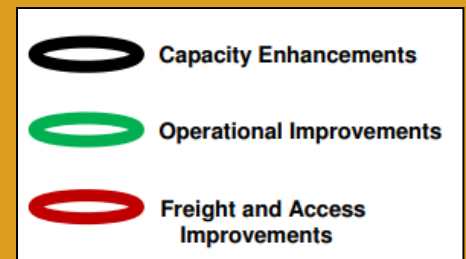 Capacity Enhancements
Operational Improvements
Freight and Access
Improvements